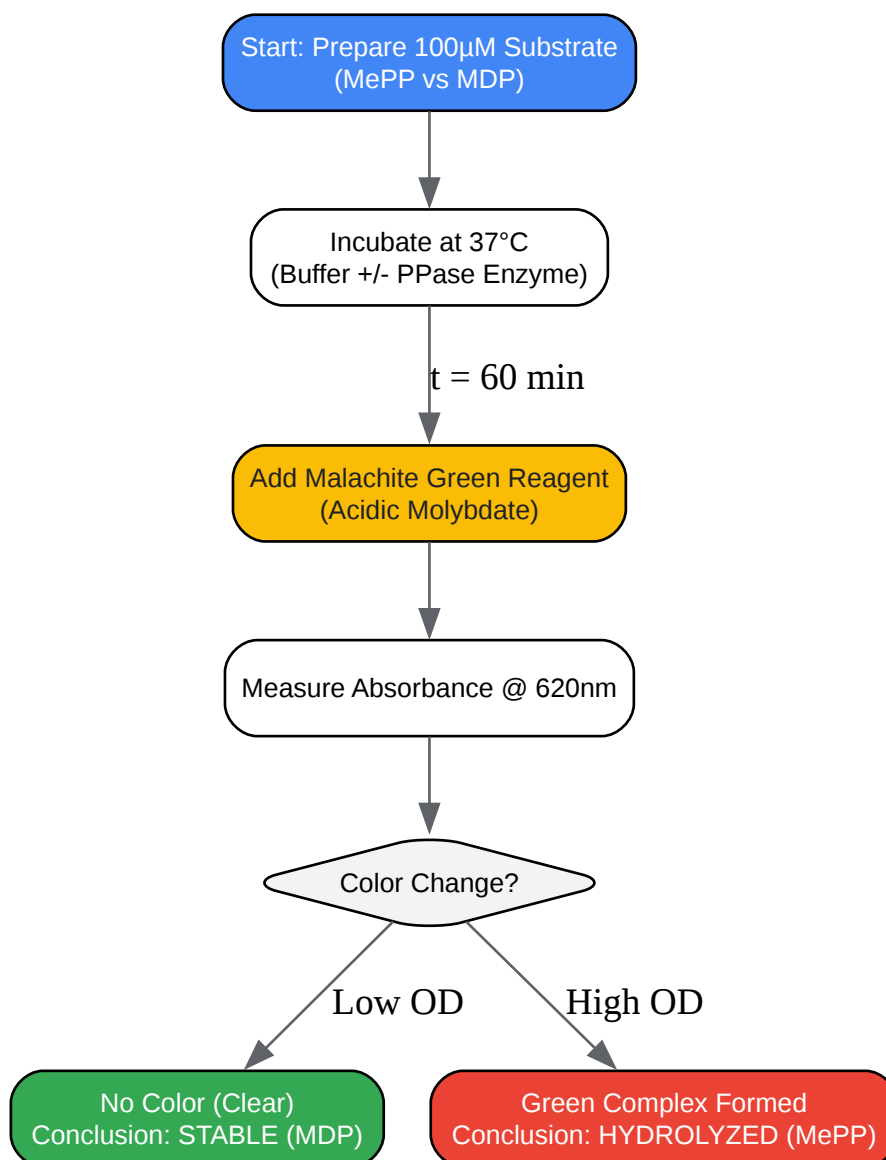 Start: Prepare 100µM Substrate
(MePP vs MDP)
Incubate at 37°C
(Buffer +/- PPase Enzyme)
t = 60 min
Add Malachite Green Reagent
(Acidic Molybdate)
Measure Absorbance @ 620nm
Color Change?
Low OD
High OD
No Color (Clear)
Conclusion: STABLE (MDP)
Green Complex Formed
Conclusion: HYDROLYZED (MePP)